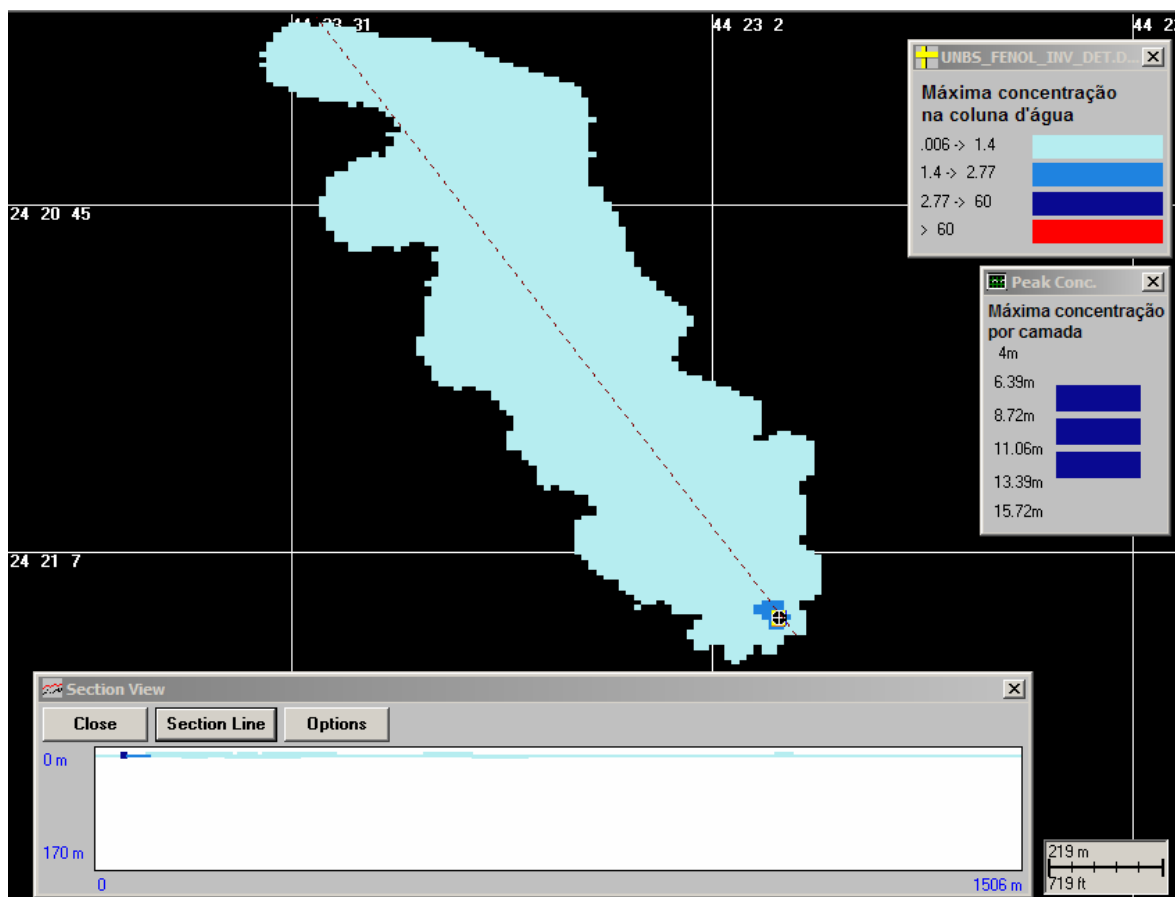 44 23 31
44 23 2
24 20 45
24 21 7
UNBS_FENOL_INV_DET.D...
Máxima concentração
na coluna d'água
.006 -> 1.4
1.4 -> 2.77
2.77 -> 60
> 60
Peak Conc.
Máxima concentração
por camada
4m
6.39m
8.72m
11.06m
13.39m
15.72m
Section View
Close Section Line Options
0 m
170 m
0 1506 m
219 m
719 ft